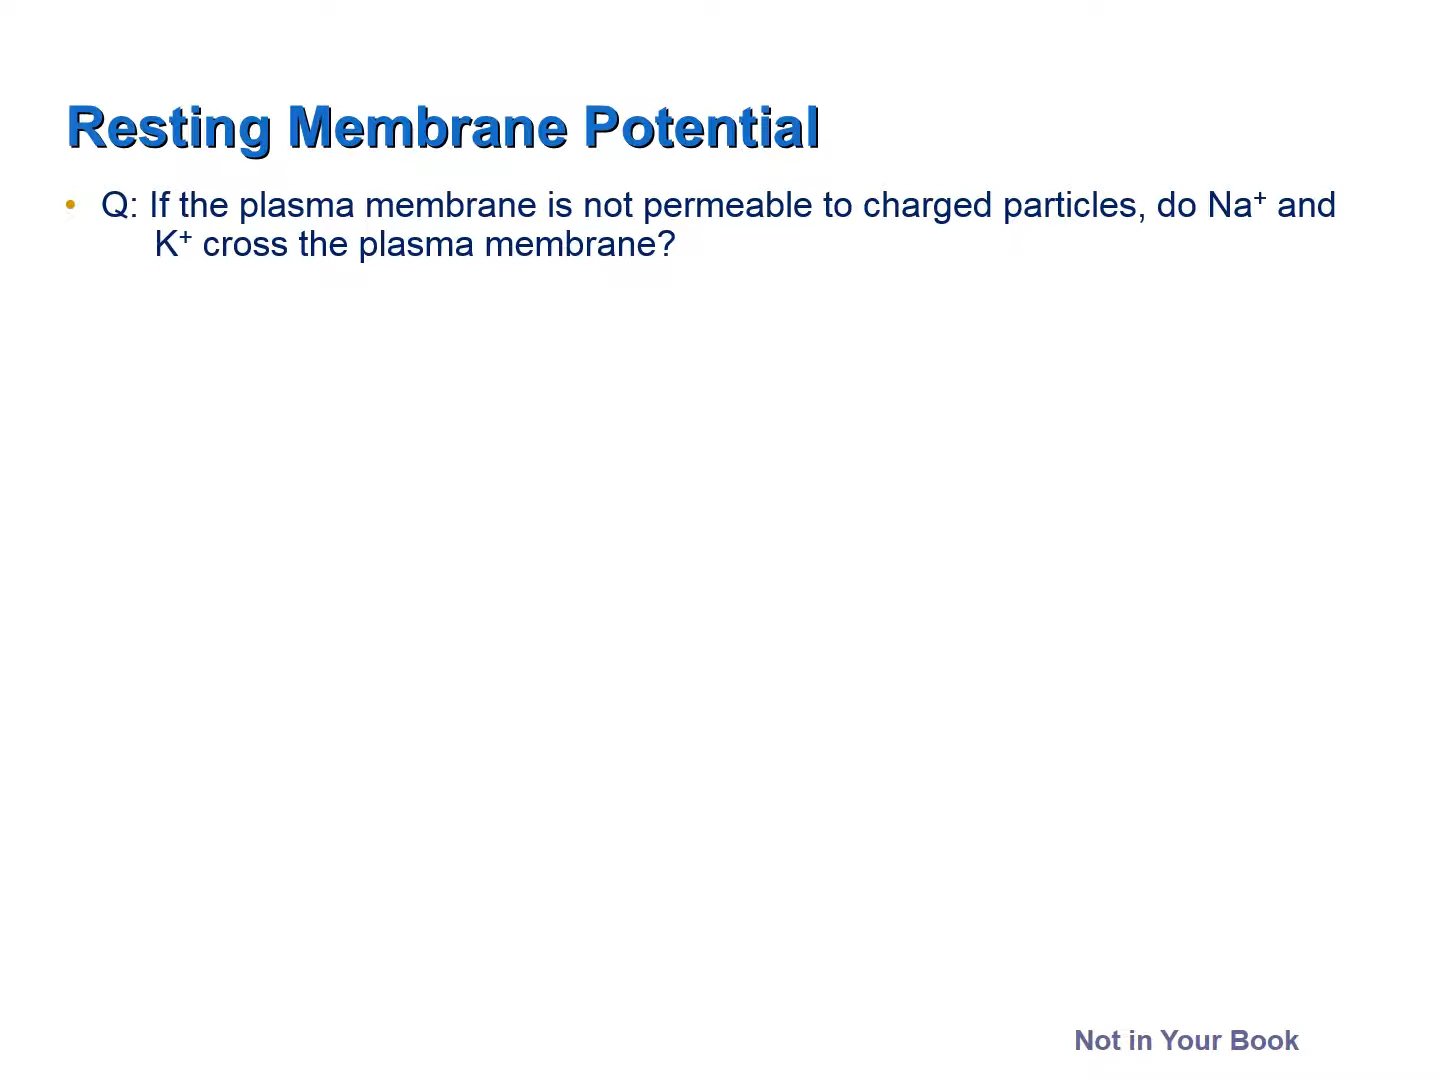 Resting Membrane Potential
• Q: If the plasma membrane is not permeable to charged particles, do Na⁺ and
K⁺ cross the plasma membrane?
Not in Your Book